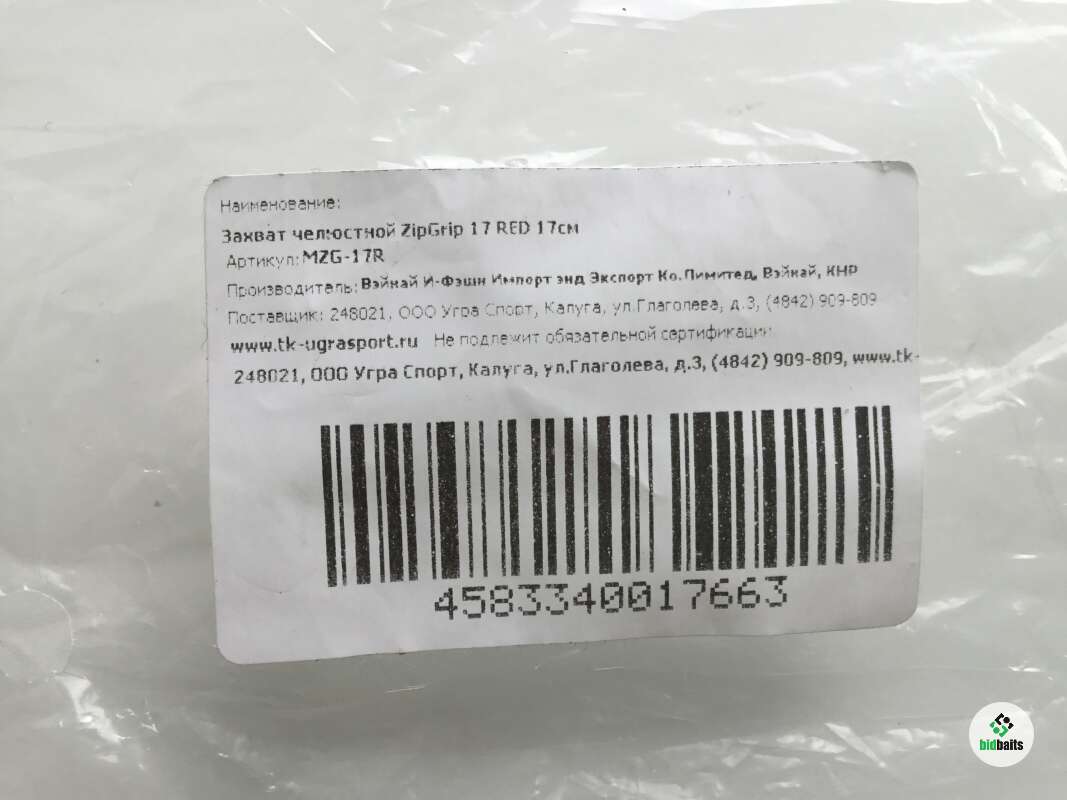 Наименование:
Захват челюстной ZipGrip 17 RED 17см
Артикул: MZG-17R
Производитель: Вэйнай И-Фэшн Импорт энд Экспорт Ко.Лимитед, Вэйнай, КНР
Поставщик: 248021, ООО Угра Спорт, Калуга, ул.Глаголева, д.3, (4842) 909-809
www.tk-ugrasport.ru Не подлежит обязательной сертификации
248021, ООО Угра Спорт, Калуга, ул.Глаголева, д.3, (4842) 909-809, www.tk-
4583340017663
bidbaits